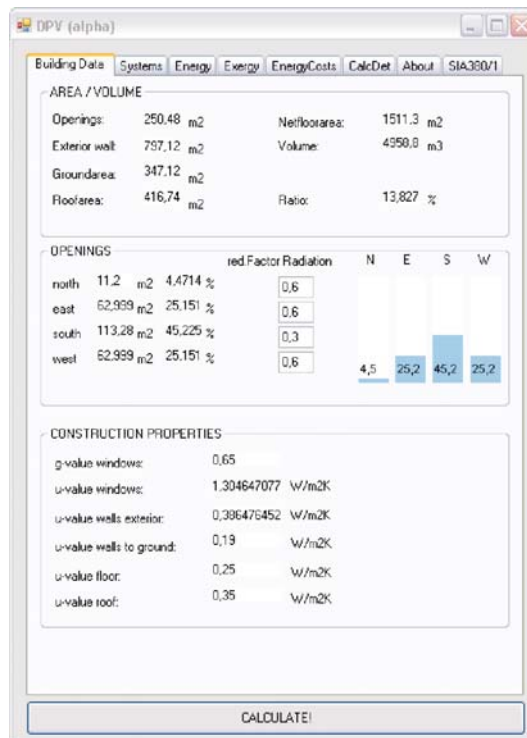 DPV (alpha)
Building Data Systems Energy Exergy EnergyCosts CalcDet About SIA380/1
AREA / VOLUME
Openings: 250,48 m2 Netfloorarea: 1511,3 m2
Exterior wall: 797,12 m2 Volume: 4958,8 m3
Groundarea: 347,12 m2
Roofarea: 416,74 m2 Ratio: 13,827 %
OPENINGS
red.Factor Radiation N E S W
north 11,2 m2 4,4714 % 0,6
east 62,999 m2 25,151 % 0,6
south 113,28 m2 45,225 % 0,3
west 62,999 m2 25,151 % 0,6
4,5 25,2 45,2 25,2
CONSTRUCTION PROPERTIES
g-value windows: 0,65
u-value windows: 1,304647077 W/m2K
u-value walls exterior: 0,386476452 W/m2K
u-value walls to ground: 0,19 W/m2K
u-value floor: 0,25 W/m2K
u-value roof: 0,35 W/m2K
CALCULATE!